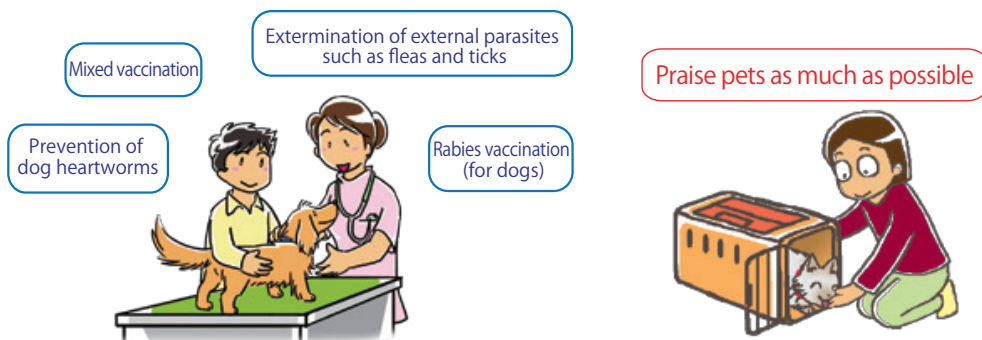 Mixed vaccination
Extermination of external parasites
such as fleas and ticks
Prevention of
dog heartworms
Rabies vaccination
(for dogs)
Praise pets as much as possible